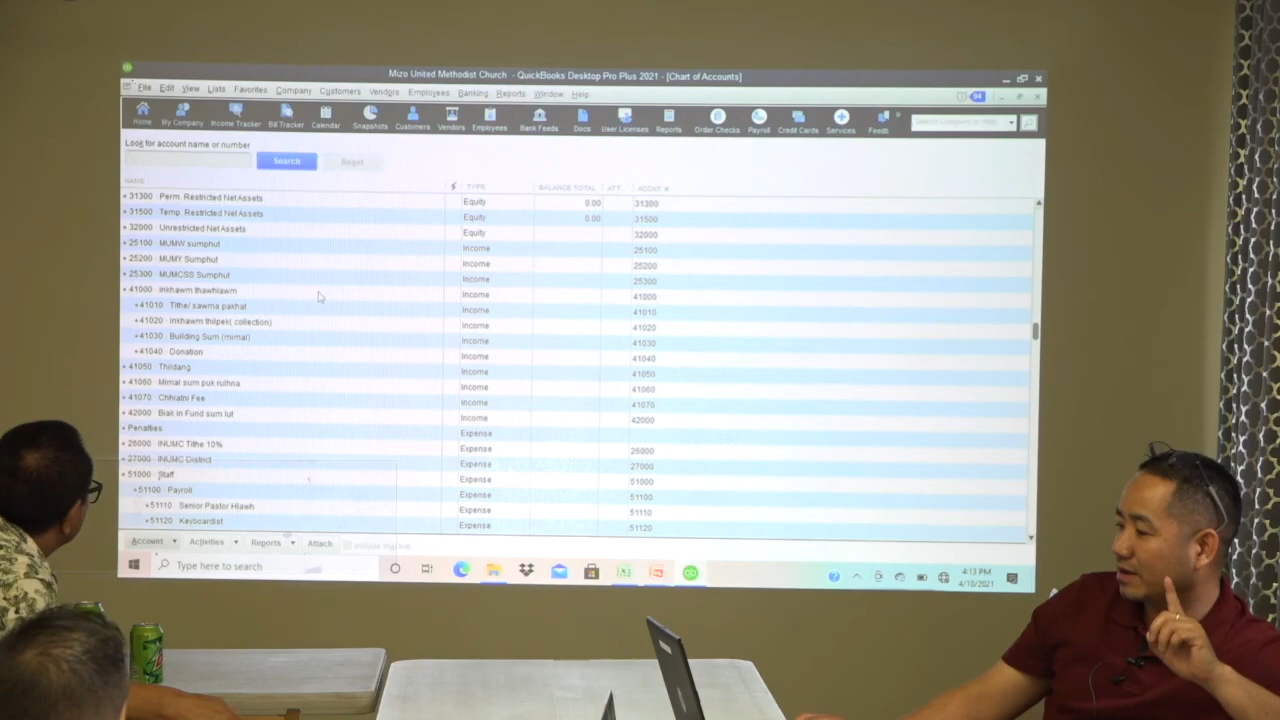 Mizo United Methodist Church - QuickBooks Desktop Pro Plus 2021 - [Chart of Accounts]
File Edit View Lists Favorites Company Customers Vendors Employees Banking Reports Window Help
94
Home My Company Income Tracker Bill Tracker Calendar Snapshots Customers Vendors Employees Bank Feeds Docs User Licenses Reports Order Checks Payroll Credit Cards Services Feedb
Look for account name or number
Search Reset
NAME TYPE BALANCE TOTAL ATT... ACCNT #
31300 · Perm. Restricted Net Assets Equity 0.00 31300
31500 · Temp. Restricted Net Assets Equity 0.00 31500
32000 · Unrestricted Net Assets Equity 32000
25100 · MUMW sumphut Income 25100
25200 · MUMY Sumphut Income 25200
25300 · MUMCSS Sumphut Income 25300
41000 · Inkhawm thawhlawm Income 41000
41010 · Tithe/ sawma pakhat Income 41010
41020 · Inkhawm thilpek( collection) Income 41020
41030 · Building Sum (mimal) Income 41030
41040 · Donation Income 41040
41050 · Thildang Income 41050
41060 · Mimal sum puk rulhna Income 41060
41070 · Chhiatni Fee Income 41070
42000 · Biak in Fund sum lut Income 42000
Penalties Expense
26000 · INUMC Tithe 10% Expense 26000
27000 · INUMC District Expense 27000
51000 · Staff Expense 51000
51100 · Payroll Expense 51100
51110 · Senior Pastor Hlawh Expense 51110
51120 · Keyboardist Expense 51120
Account Activities Reports Attach Include inactive
Type here to search
4:13 PM
4/10/2021